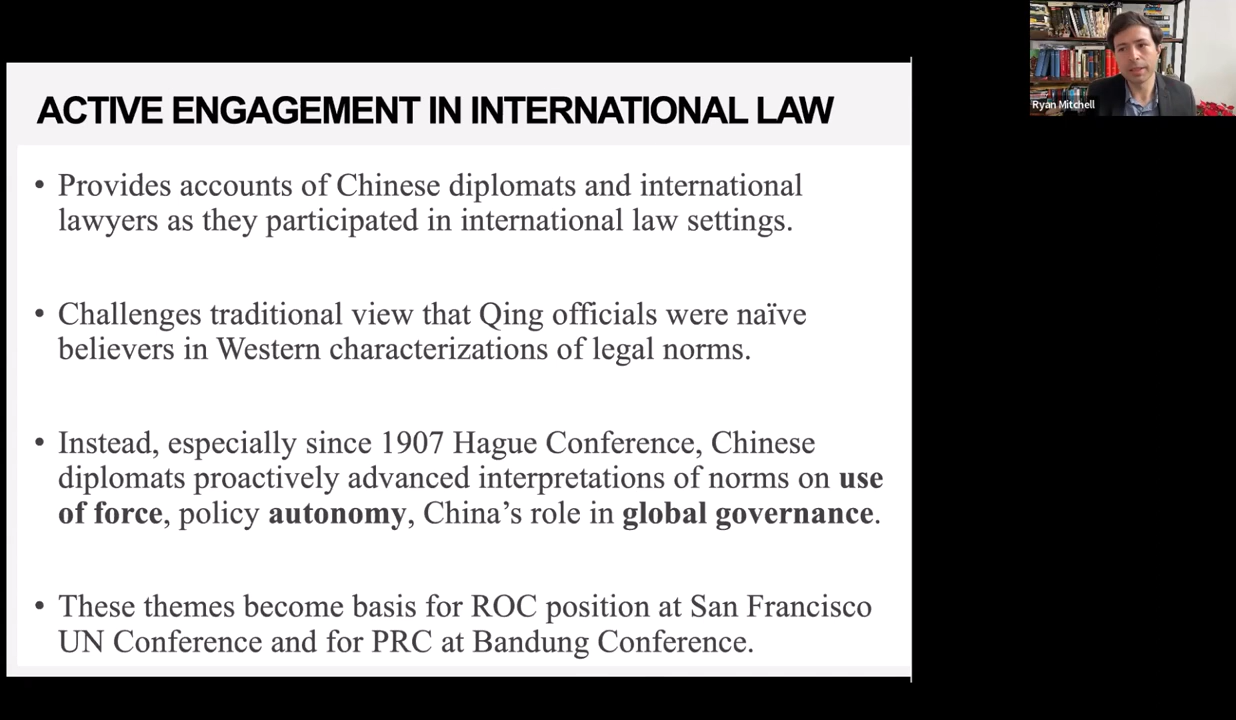 ACTIVE ENGAGEMENT IN INTERNATIONAL LAW
• Provides accounts of Chinese diplomats and international
lawyers as they participated in international law settings.
• Challenges traditional view that Qing officials were naïve
believers in Western characterizations of legal norms.
• Instead, especially since 1907 Hague Conference, Chinese
diplomats proactively advanced interpretations of norms on use
of force, policy autonomy, China’s role in global governance.
• These themes become basis for ROC position at San Francisco
UN Conference and for PRC at Bandung Conference.
Ryan Mitchell